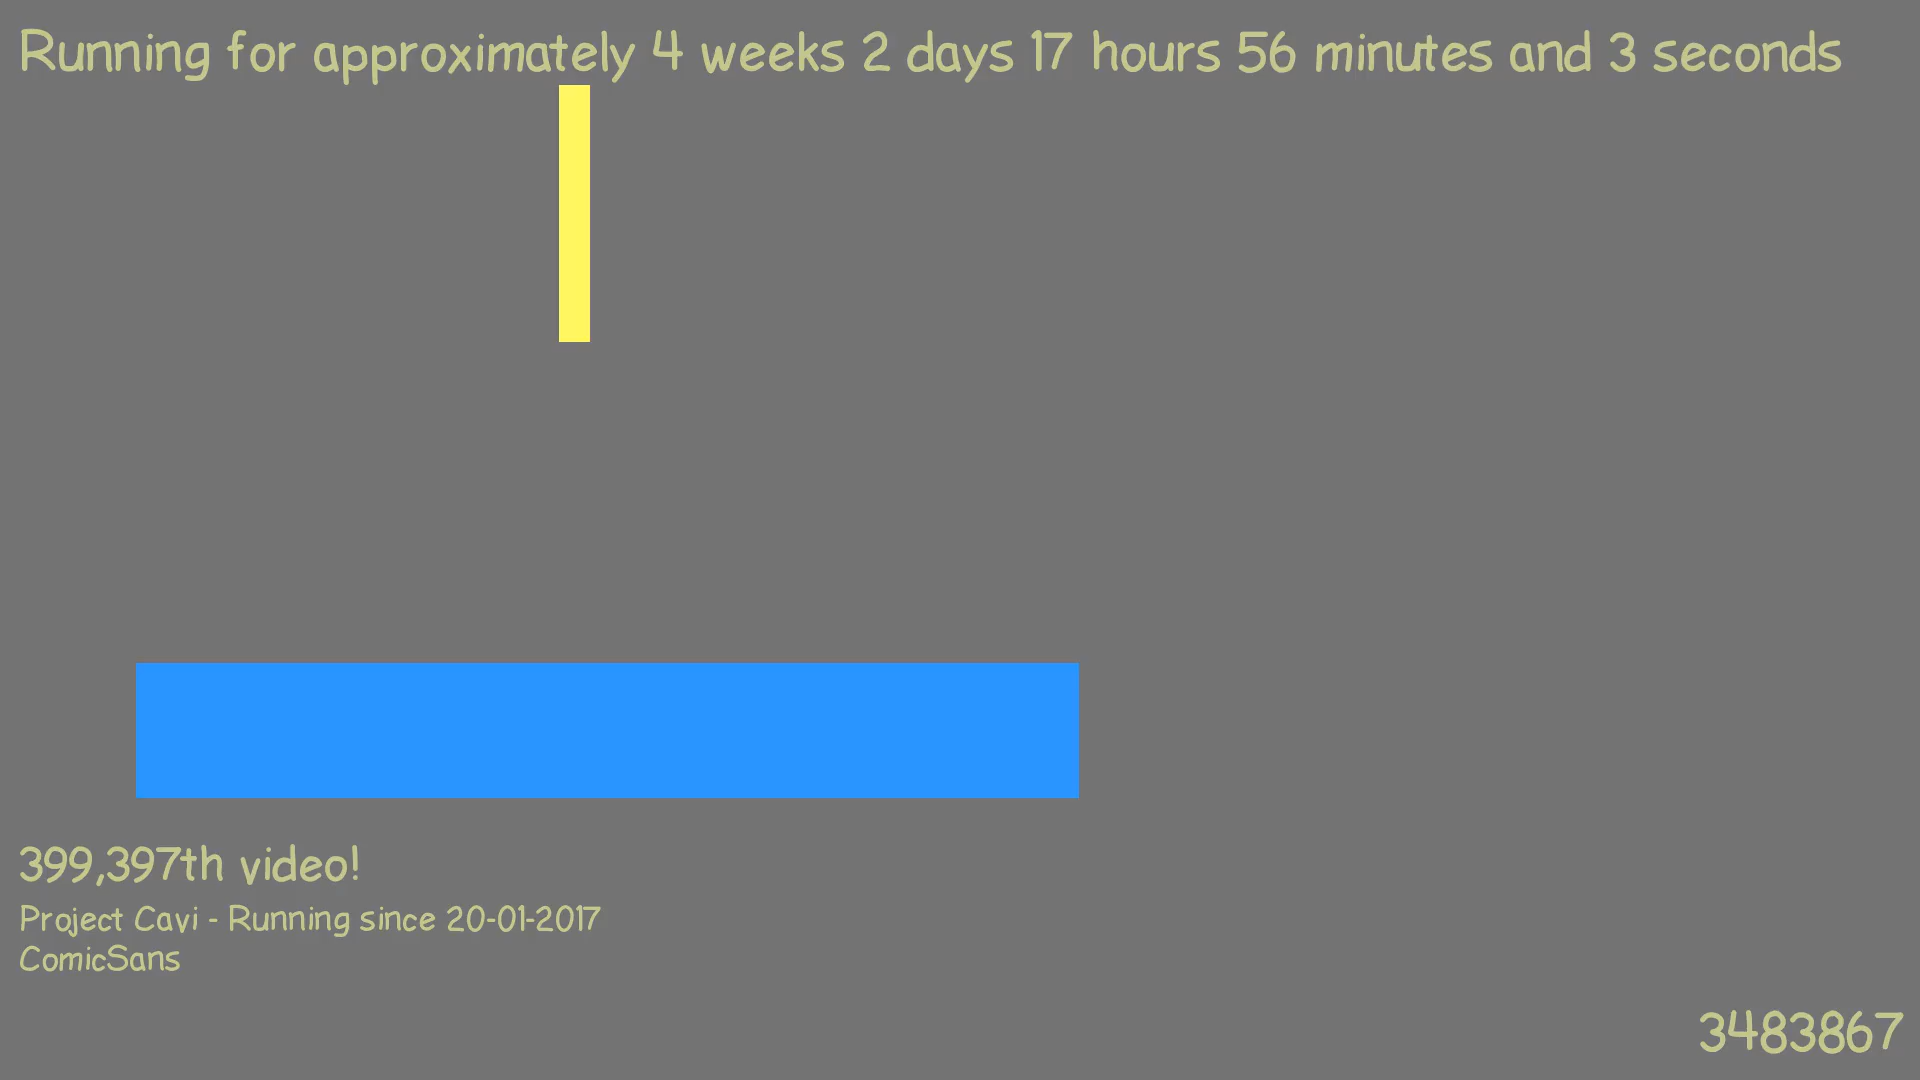 Running for approximately 4 weeks 2 days 17 hours 56 minutes and 3 seconds
399,397th video!
Project Cavi - Running since 20-01-2017
ComicSans
3483867